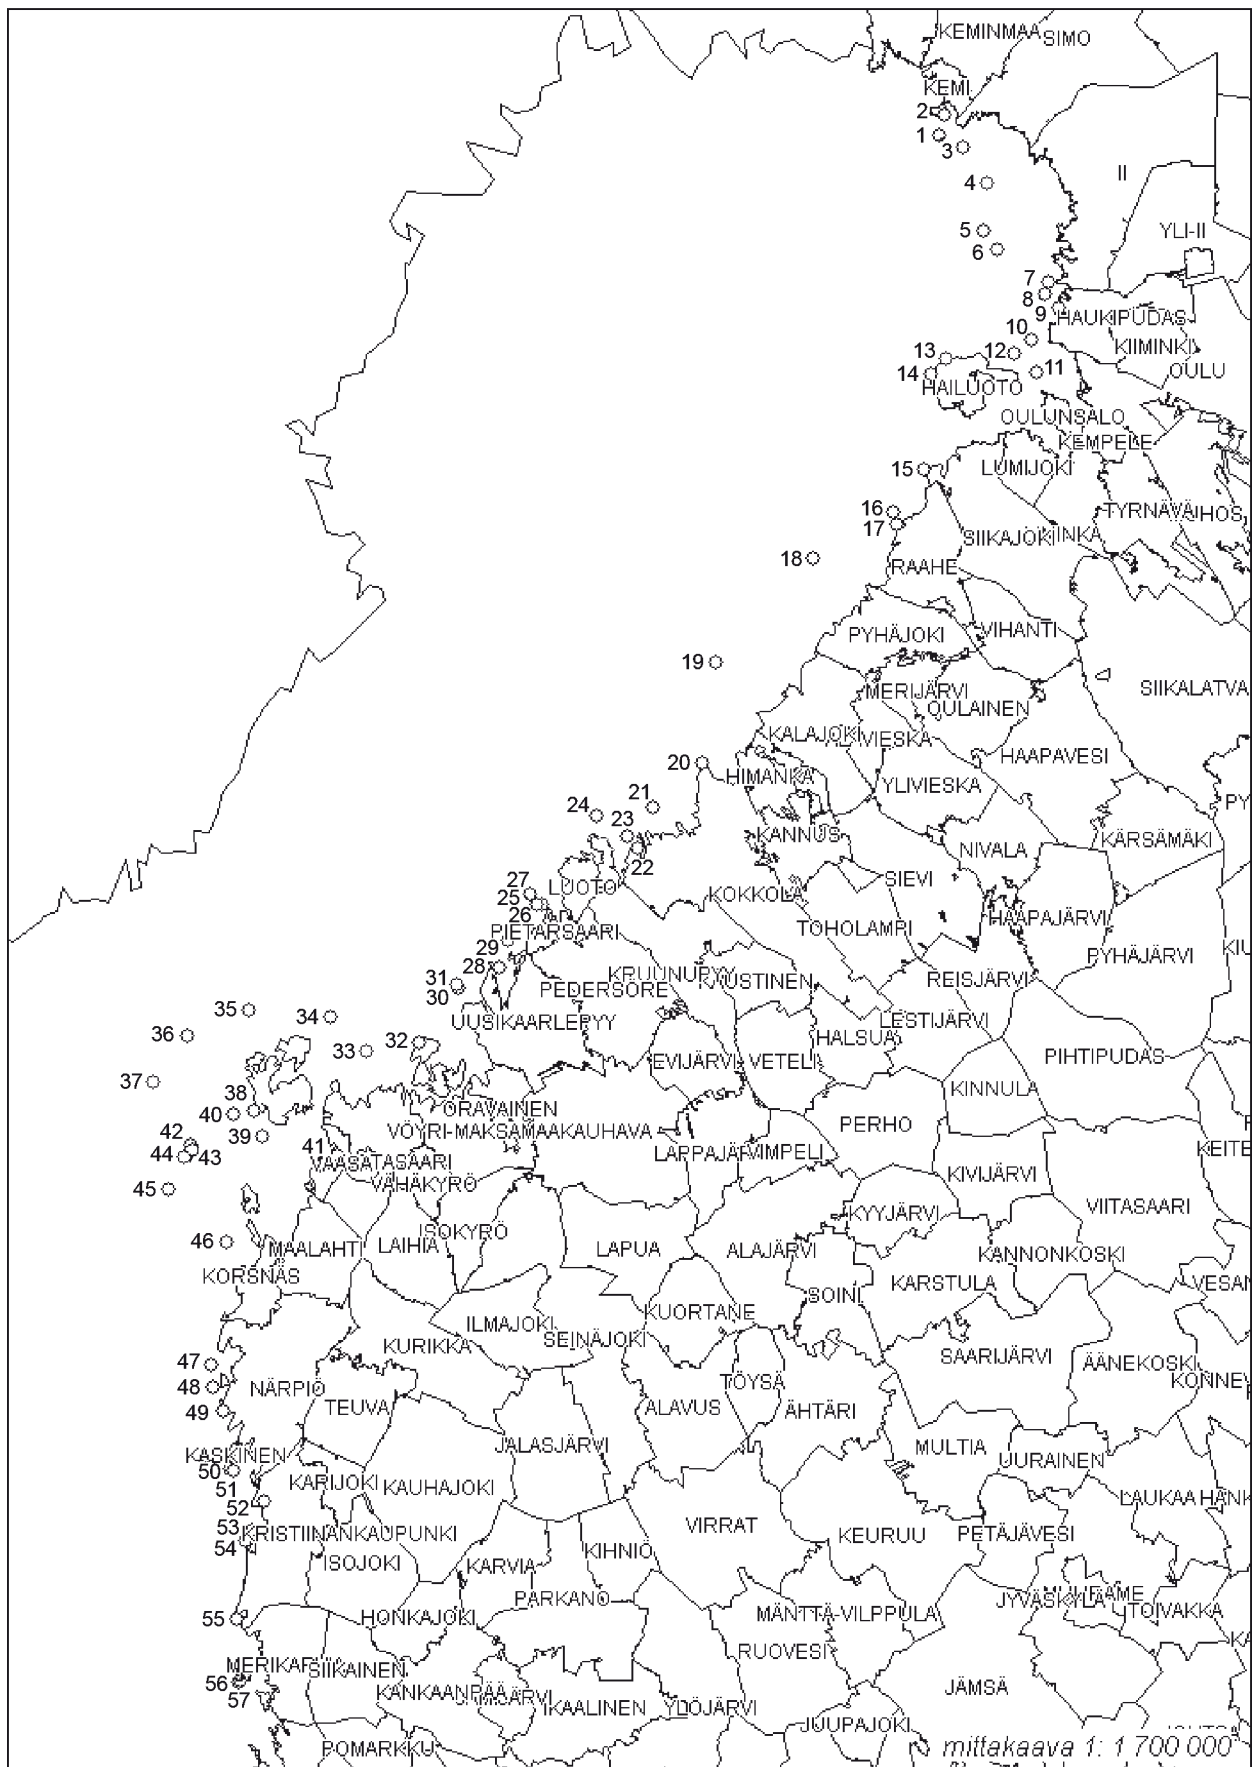 KEMINMAA
SIMO
KEMI
2
1
3
4
II
5
YLI-II
6
7
8
9
HAUKIPUDAS
10
KIIMINKI
13
12
11
OULU
14
HAILUOTO
OULUNSALO
KEMPELE
15
LUMIJOKI
16
TYRNÄVÄ
17
SIIKAJOKI
18
RAAHE
PYHÄJOKI
VIHANTI
19
SIIKALATVA
MERIJÄRVI
OULAINEN
KALAJOKI
HAAPAVESI
20
HIMANKA
YLIVIESKA
21
24
23
KANNUS
KÄRSÄMÄKI
22
NIVALA
27
LUOTO
SIEVI
25
KOKKOLA
26
HAAPAJÄRVI
PIETARSAARI
TOHOLAMPI
29
PYHÄJÄRVI
28
KRUUNUPYY
KAUSTINEN
REISJÄRVI
31
PEDERSÖRE
30
35
34
UUSIKAARLEPYY
LESTIJÄRVI
36
32
HALSUA
33
EVIJÄRVI
VETELI
PIHTIPUDAS
37
KINNULA
38
40
ORAVAINEN
PERHO
42
39
VÖYRI-MAKSAMAA
KAUHAVA
41
44
43
VAASA
LAPPAJÄRVI
VIMPELI
KIVIJÄRVI
45
VÄHÄKYRÖ
VIITASAARI
KYYJÄRVI
46
MAALAHTI
LAIHIA
ISOKYRÖ
LAPUA
ALAJÄRVI
KANNONKOSKI
KORSNÄS
KARSTULA
SOINI
KUORTANE
ILMAJOKI
SEINÄJOKI
KURIKKA
SAARIJÄRVI
47
ÄÄNEKOSKI
48
NÄRPIÖ
TÖYSÄ
49
TEUVA
ALAVUS
ÄHTÄRI
KASKINEN
JALASJÄRVI
MULTIA
UURAINEN
50
KARIJOKI
KAUHAJOKI
51
LAUKAA
52
53
KRISTIINANKAUPUNKI
VIRRAT
KEURUU
PETÄJÄVESI
54
ISOJOKI
KARVIA
KIHNIÖ
PARKANO
JYVÄSKYLÄ
55
HONKAJOKI
MÄNTTÄ-VILPPULA
TOIVAKKA
RUOVESI
SIIKAINEN
56
KANKAANPÄÄ
JÄMSÄ
57
IKAALINEN
YLÖJÄRVI
JUUPAJOKI
POMARKKU
mittakaava 1: 1 700 000